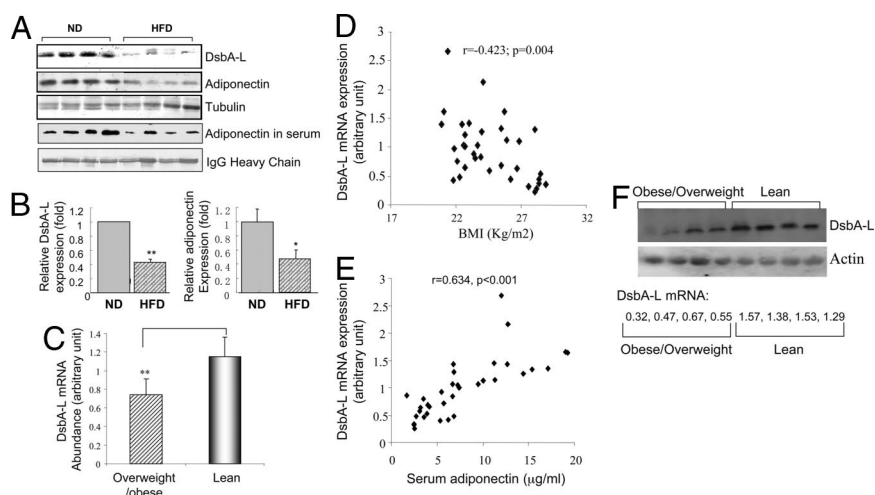 A
ND HFD
DsbA-L
Adiponectin
Tubulin
Adiponectin in serum
IgG Heavy Chain
B
Relative DsbA-L
expression (fold)
1.2
1
0.8
0.6
0.4
0.2
0
**
ND HFD
Relative adiponectin
Expression (fold)
1.2
1
0.8
0.6
0.4
0.2
0
*
ND HFD
C
DsbA-L mRNA
Abundance (arbitrary unit)
1.4
1.2
1
0.8
0.6
0.4
0.2
0
**
Overweight
/obese
Lean
D
DsbA-L mRNA expression
(arbitrary unit)
3
2.5
2
1.5
1
0.5
0
r=-0.423; p=0.004
17 22 27 32
BMI (Kg/m2)
E
DsbA-L mRNA expression
(arbitrary unit)
3
2.5
2
1.5
1
0.5
0
r=0.634, p<0.001
0 5 10 15 20
Serum adiponectin (μg/ml)
F
Obese/Overweight Lean
DsbA-L
Actin
DsbA-L mRNA:
0.32, 0.47, 0.67, 0.55, 1.57, 1.38, 1.53, 1.29
Obese/Overweight Lean